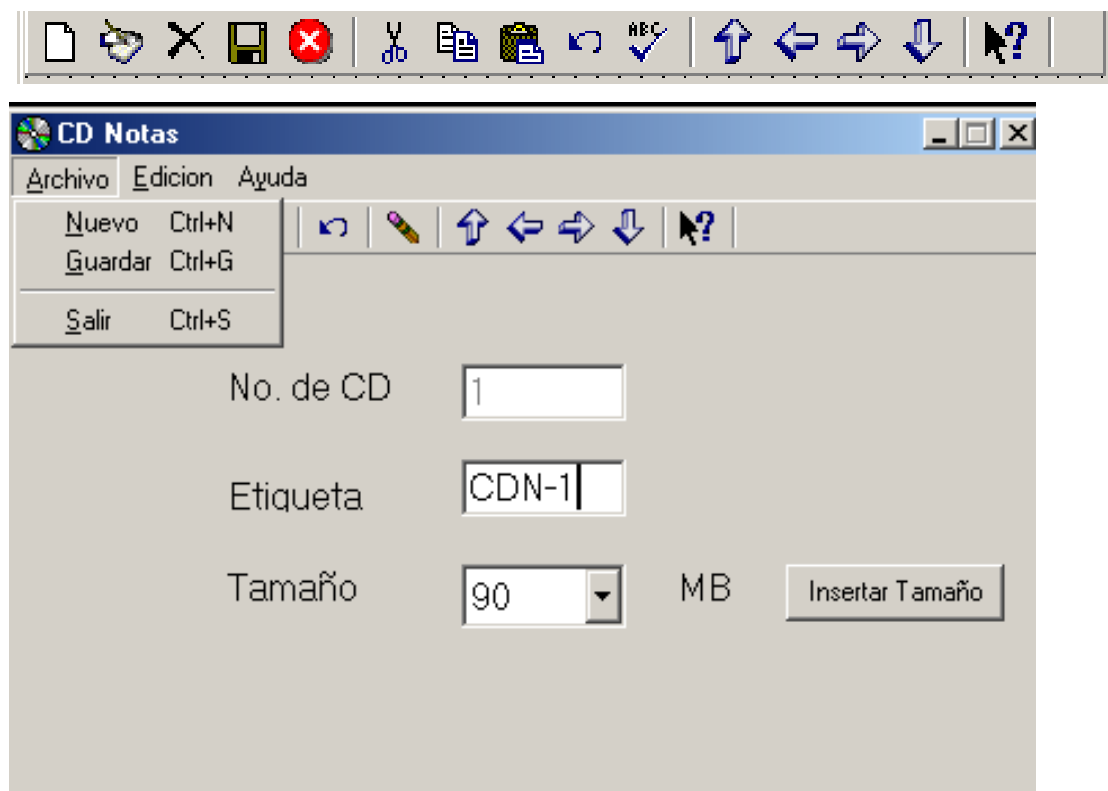 ABC
?
CD Notas
Archivo Edicion Ayuda
Nuevo Ctrl+N
?
Guardar Ctrl+G
Salir Ctrl+S
No. de CD 1
Etiqueta CDN-1
Tamaño 90 MB Insertar Tamaño